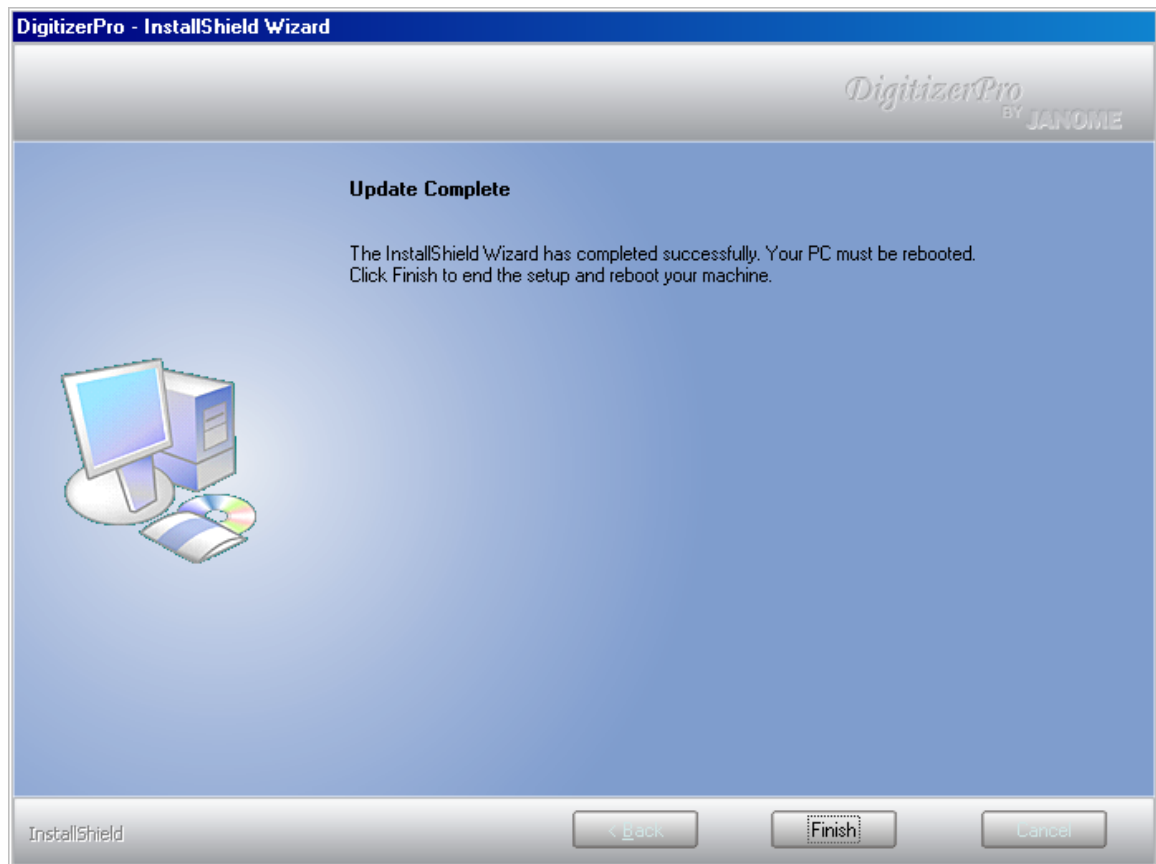 DigitizerPro - InstallShield Wizard
DigitizerPro
BY JANOME
Update Complete
The InstallShield Wizard has completed successfully. Your PC must be rebooted.
Click Finish to end the setup and reboot your machine.
InstallShield
< Back
Finish
Cancel